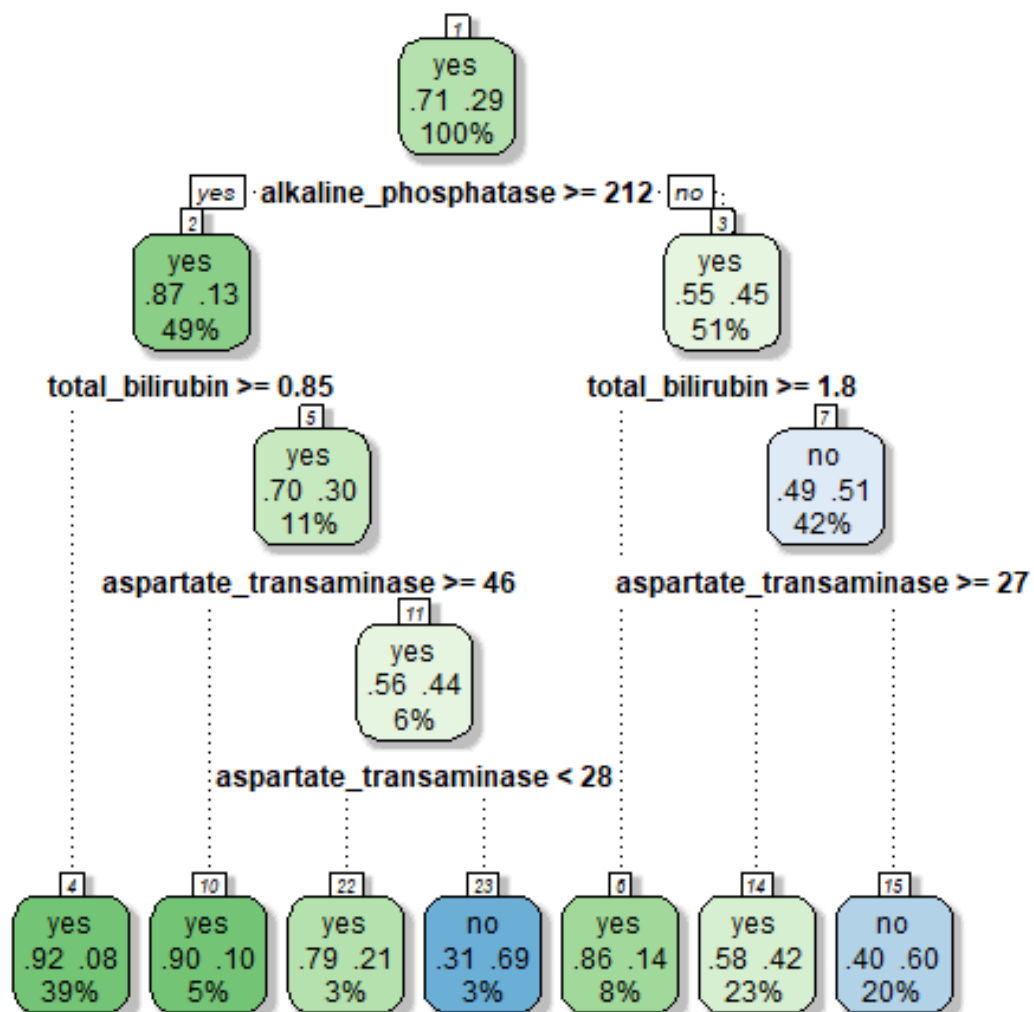 1
yes
.71 .29
100%
yes alkaline_phosphatase >= 212 no
2
3
yes
.87 .13
49%
yes
.55 .45
51%
total_bilirubin >= 0.85
total_bilirubin >= 1.8
5
7
yes
.70 .30
11%
no
.49 .51
42%
aspartate_transaminase >= 46
aspartate_transaminase >= 27
11
yes
.56 .44
6%
aspartate_transaminase < 28
4
10
22
23
6
14
15
yes
.92 .08
39%
yes
.90 .10
5%
yes
.79 .21
3%
no
.31 .69
3%
yes
.86 .14
8%
yes
.58 .42
23%
no
.40 .60
20%